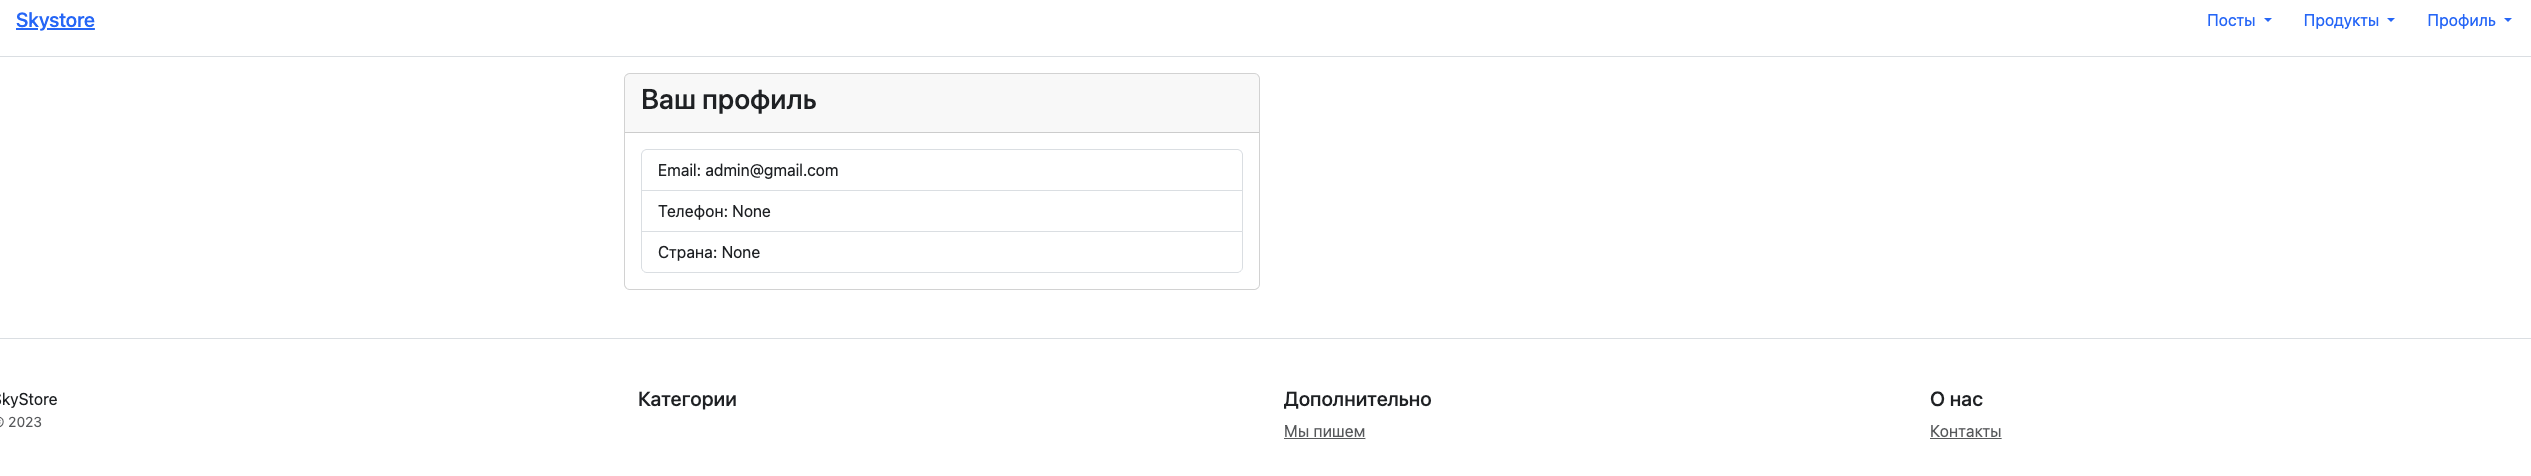 Skystore
Посты
Продукты
Профиль
Ваш профиль
Email: admin@gmail.com
Телефон: None
Страна: None
kyStore
© 2023
Категории
Дополнительно
Мы пишем
О нас
Контакты